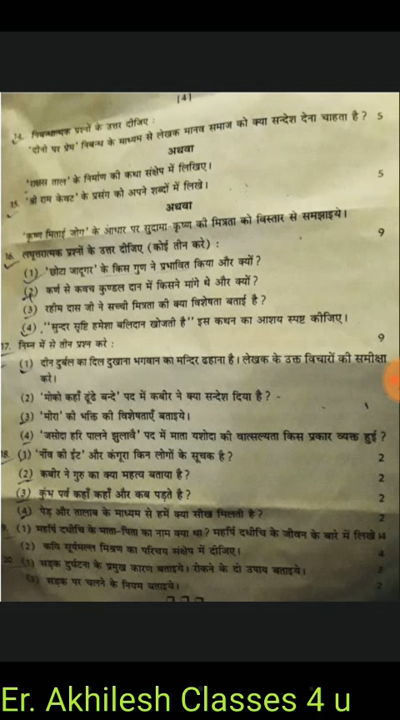 [4]
14. निबन्धात्मक प्रश्नों के उत्तर दीजिए :
'दीनों पर प्रेम' निबन्ध के माध्यम से लेखक मानव समाज को क्या सन्देश देना चाहता है ? 5
अथवा
'राक्षस ताल' के निर्माण की कथा संक्षेप में लिखिए। 5
15. 'श्री राम केवट' के प्रसंग को अपने शब्दों में लिखे।
अथवा
'कृष्ण मिताई जोग' के आधार पर सुदामा कृष्ण की मित्रता को विस्तार से समझाइये।
16. लघुत्तरात्मक प्रश्नों के उत्तर दीजिए (कोई तीन करे) : 9
(1) 'छोटा जादूगर' के किस गुण ने प्रभावित किया और क्यों ?
(2) कर्ण से कवच कुण्डल दान में किसने मांगे थे और क्यों ?
(3) रहीम दास जो ने सच्ची मित्रता की क्या विशेषता बताई है ?
(4) "सुन्दर सृष्टि हमेशा बलिदान खोजती है" इस कथन का आशय स्पष्ट कीजिए।
17. निम्न में से तीन प्रश्न करे : 9
(1) दीन दुर्बल का दिल दुखाना भगवान का मन्दिर ढहाना है। लेखक के उक्त विचारों की समीक्षा
करे।
(2) 'मोको कहाँ ढूंढे बन्दे' पद में कबीर ने क्या सन्देश दिया है ?
(3) 'मीरा' की भक्ति की विशेषताएँ बताइये।
(4) 'जसोदा हरि पालने झुलावै' पद में माता यशोदा की वात्सल्यता किस प्रकार व्यक्त हुई ?
18. (1) 'नींव की ईंट' और कंगूरा किन लोगों के सूचक है ? 2
(2) कबीर ने गुरु का क्या महत्व बताया है ? 2
(3) कुंभ पर्व कहाँ कहाँ और कब पड़ते है ? 2
(4) पेड़ और तालाब के माध्यम से हमें क्या सीख मिलती है ? 2
(1) महर्षि दधीचि के माता-पिता का नाम क्या था ? महर्षि दधीचि के जीवन के बारे में लिखे। 4
(2) कवि सूर्यमल्ल मिश्रण का परिचय संक्षेप में दीजिए। 4
(1) सड़क दुर्घटना के प्रमुख कारण बताइये। रोकने के दो उपाय बताइये।
(2) सड़क पर चलने के नियम बताइये। 2
Er. Akhilesh Classes 4 u